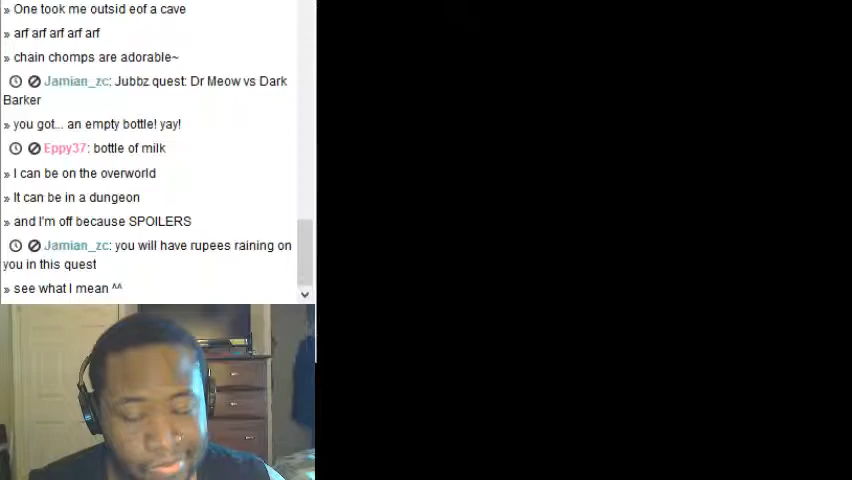 » One took me outsid eof a cave
» arf arf arf arf arf
» chain chomps are adorable~
Jamian_zc: Jubbz quest: Dr Meow vs Dark
Barker
» you got... an empty bottle! yay!
Eppy37: bottle of milk
» I can be on the overworld
» It can be in a dungeon
» and I'm off because SPOILERS
Jamian_zc: you will have rupees raining on
you in this quest
» see what I mean ^^